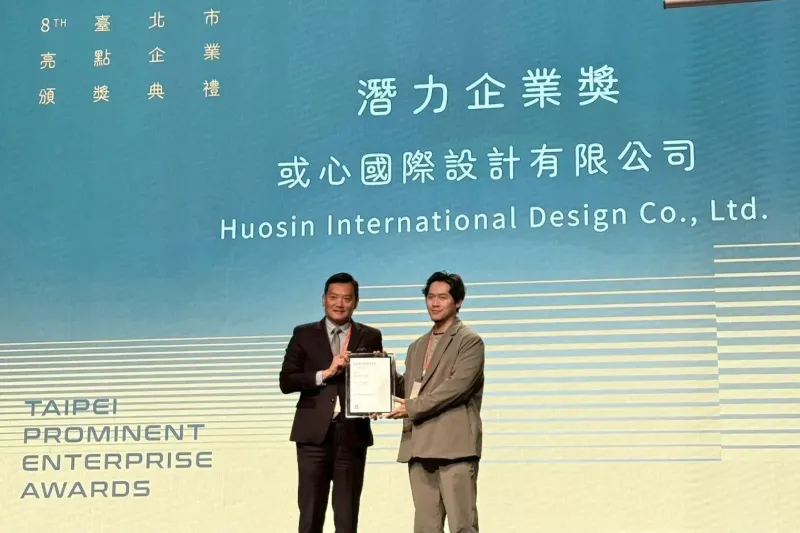 8TH 臺北市
亮點企業
頒獎典禮
潛力企業獎
或心國際設計有限公司
Huosin International Design Co., Ltd.
TAIPEI
PROMINENT
ENTERPRISE
AWARDS